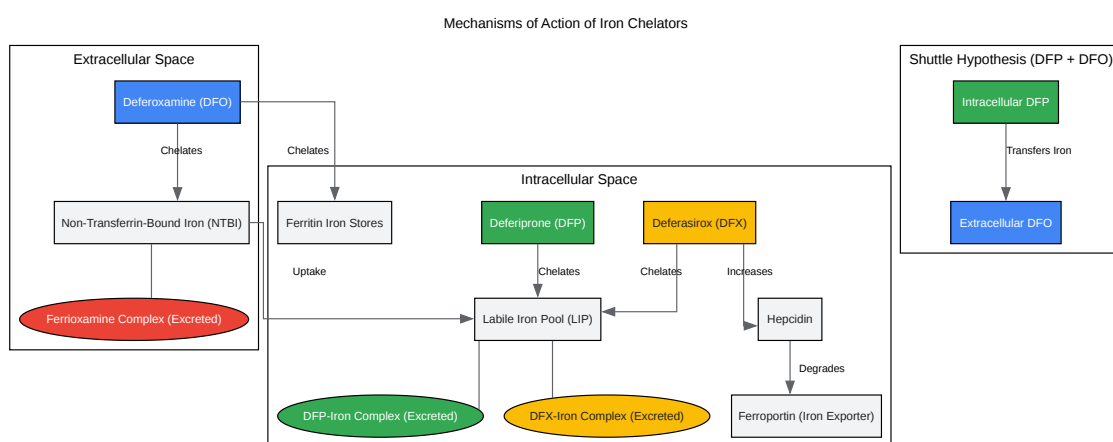 Mechanisms of Action of Iron Chelators
Extracellular Space
Shuttle Hypothesis (DFP + DFO)
Deferoxamine (DFO)
Intracellular DFP
Chelates
Chelates
Transfers Iron
Intracellular Space
Non-Transferrin-Bound Iron (NTBI)
Ferritin Iron Stores
Deferiprone (DFP)
Deferasirox (DFX)
Extracellular DFO
Uptake
Chelates
Chelates
Increases
Ferrioxamine Complex (Excreted)
Labile Iron Pool (LIP)
Hepcidin
Degrades
DFP-Iron Complex (Excreted)
DFX-Iron Complex (Excreted)
Ferroportin (Iron Exporter)